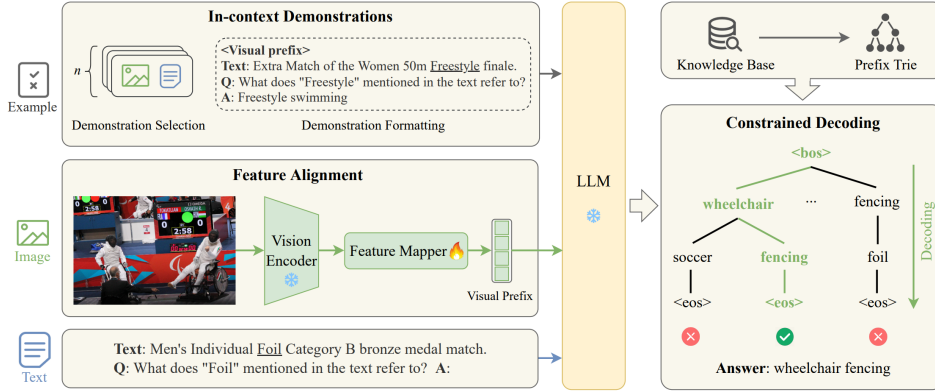 In-context Demonstrations
n
Demonstration Selection
<Visual prefix>
Text: Extra Match of the Women 50m Freestyle finale.
Q: What does "Freestyle" mentioned in the text refer to?
A: Freestyle swimming
Demonstration Formatting
Example
Feature Alignment
2:58
2:58
Vision
Encoder
Feature Mapper
Visual Prefix
Image
Text: Men's Individual Foil Category B bronze medal match.
Q: What does "Foil" mentioned in the text refer to? A:
Text
LLM
Knowledge Base
Prefix Trie
Constrained Decoding
<bos>
wheelchair
...
fencing
soccer
fencing
foil
<eos>
<eos>
<eos>
Decoding
Answer: wheelchair fencing